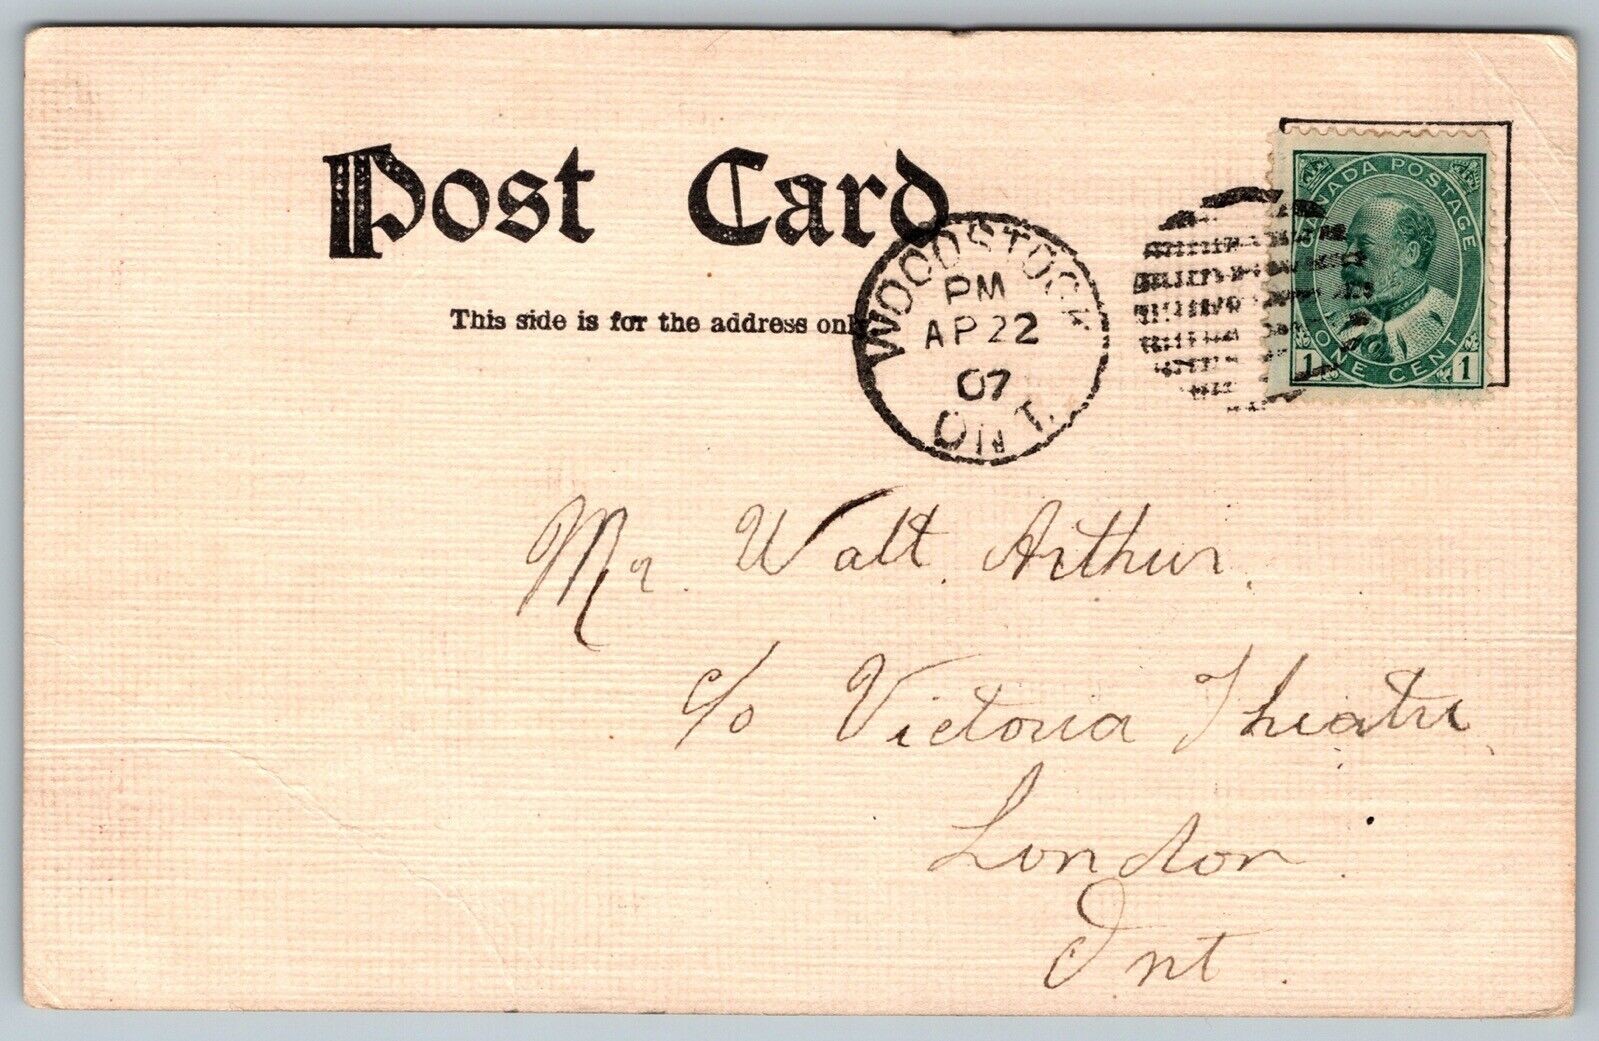 Post Card
This side is for the address only
WOODSTOCK
PM
AP 22
07
ONT.
CANADA POSTAGE
1 ONE CENT 1
Mr. Walt. Arthur.
c/o Victoria Theatre,
London.
Ont.